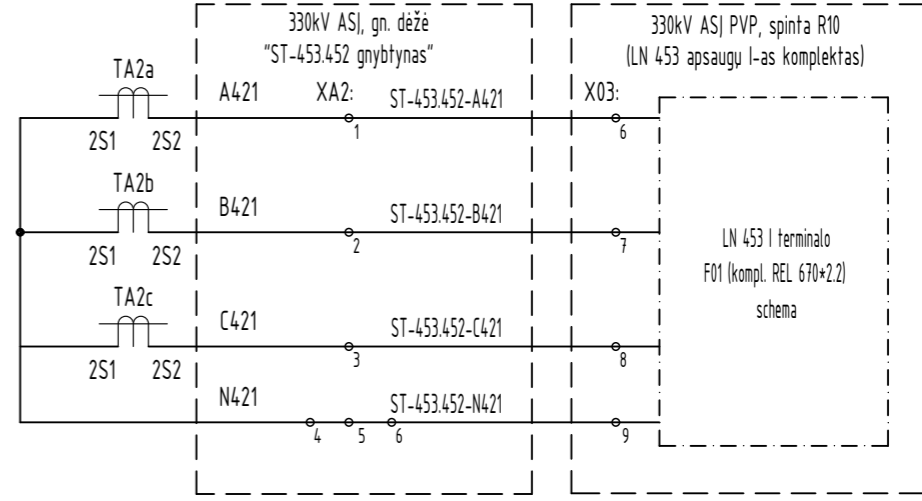 330kV ASĮ, gn. dėžė
"ST-453.452 gnybtynas"
330kV ASĮ PVP, spinta R10
(LN 453 apsaugų I-as komplektas)
TA2a
A421
XA2:
ST-453.452-A421
X03:
2S1
2S2
1
6
TA2b
B421
ST-453.452-B421
2S1
2S2
2
7
LN 453 I terminalo
F01 (kompl. REL 670*2.2)
schema
TA2c
C421
ST-453.452-C421
2S1
2S2
3
8
N421
ST-453.452-N421
4
5
6
9